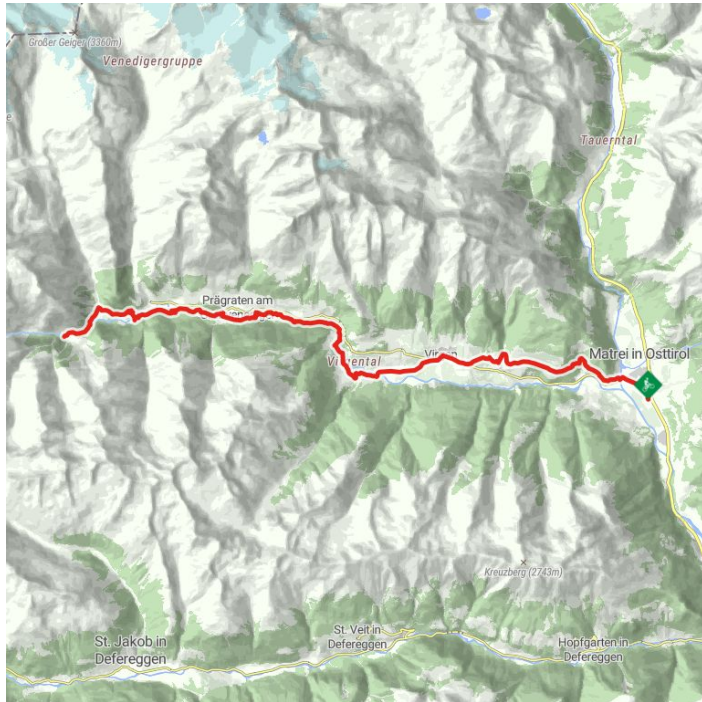 Großer Geiger (3360m)
Venedigergruppe
Tauerntal
Prägraten am
Matrei in Osttirol
Kreuzberg (2743m)
St. Jakob in
Defereggen
St. Veit in
Defereggen
Hopfgarten in
Defereggen